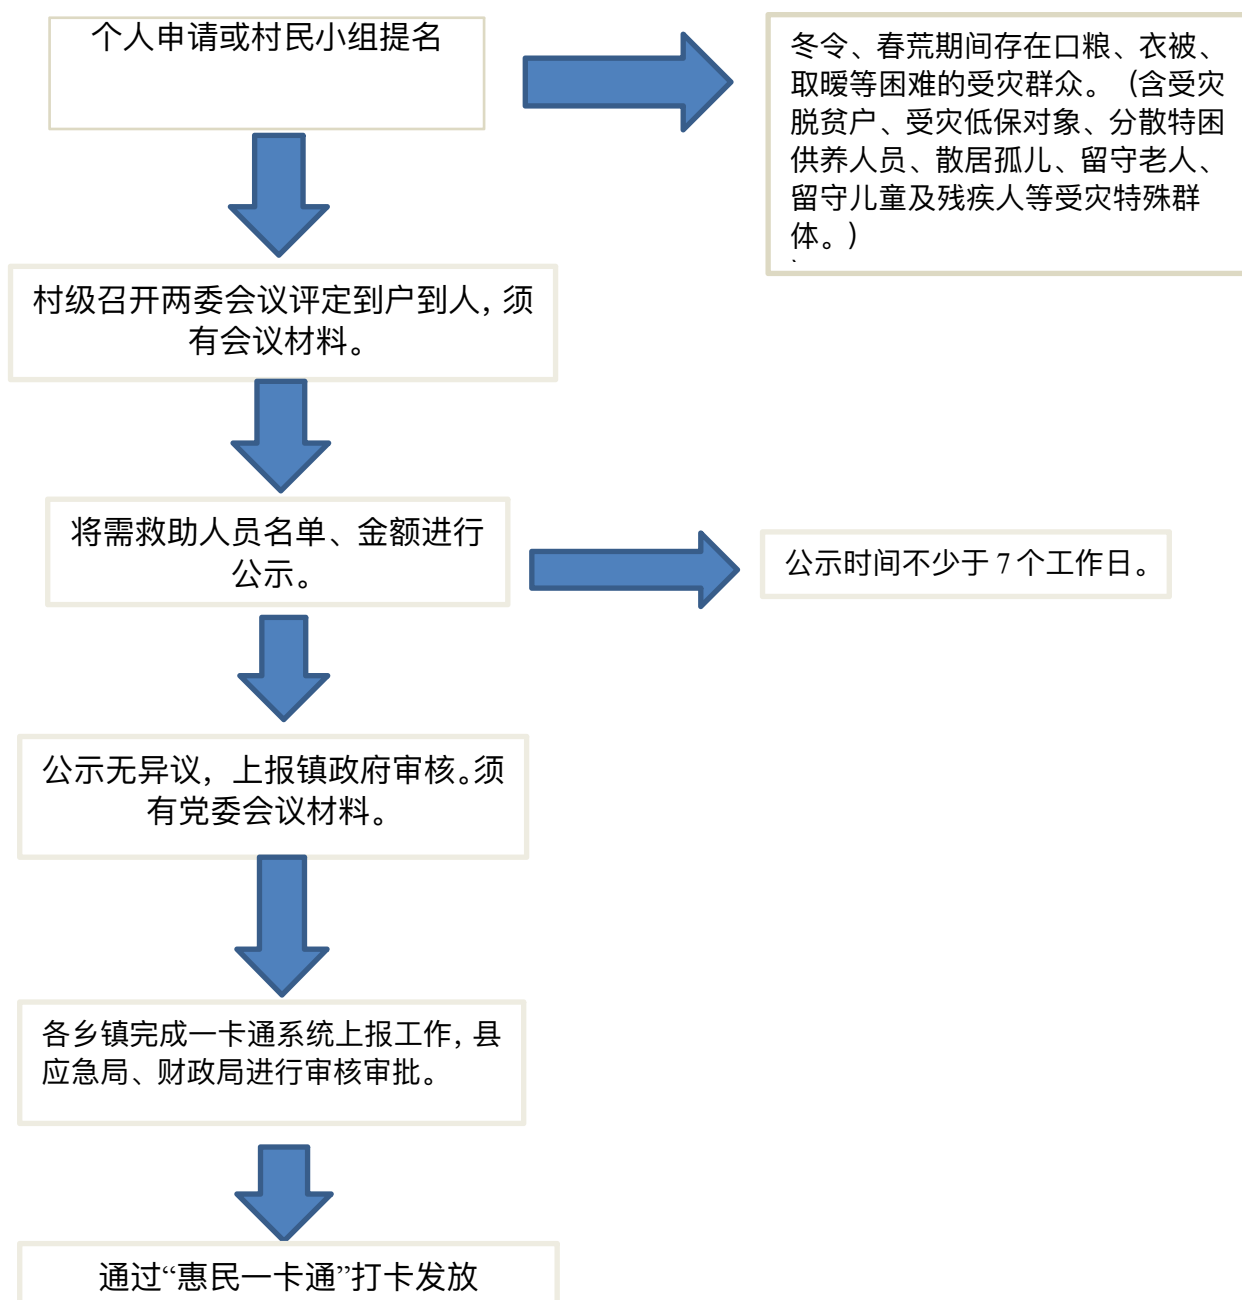 个人申请或村民小组提名
冬令、春荒期间存在口粮、衣被、
取暖等困难的受灾群众。（含受灾
脱贫户、受灾低保对象、分散特困
供养人员、散居孤儿、留守老人、
留守儿童及残疾人等受灾特殊群
体。）
村级召开两委会议评定到户到人，须
有会议材料。
将需救助人员名单、金额进行
公示。
公示时间不少于 7 个工作日。
公示无异议，上报镇政府审核。须
有党委会议材料。
各乡镇完成一卡通系统上报工作，县
应急局、财政局进行审核审批。
通过“惠民一卡通”打卡发放